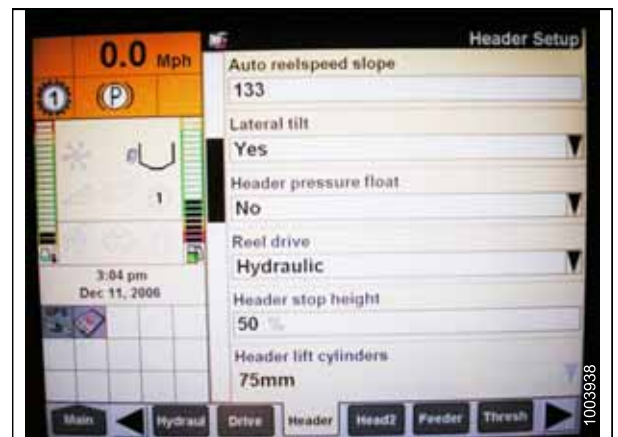 Header Setup
0.0 Mph
1
(P)
1
3:04 pm
Dec 11, 2006
GPS
Auto reelspeed slope
133
Lateral tilt
Yes
Header pressure float
No
Reel drive
Hydraulic
Header stop height
50 %
Header lift cylinders
75mm
Main
Hydraul
Drive
Header
Head2
Feeder
Thresh
1003938